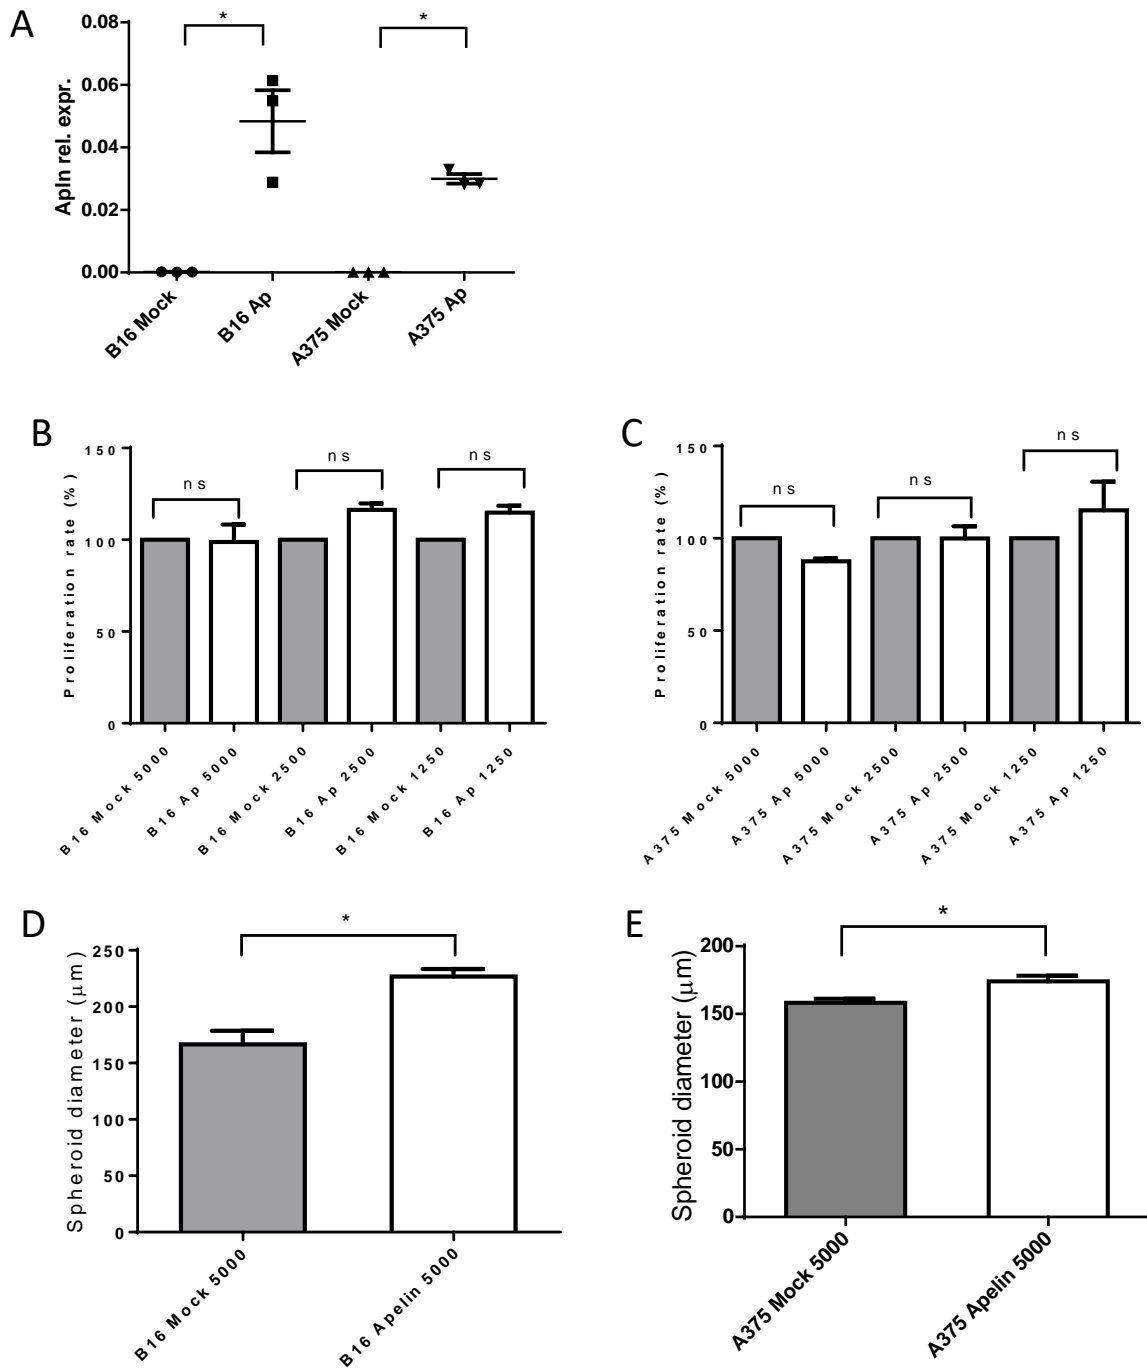 A
Apln rel. expr.
0.08
0.06
0.04
0.02
0.00
*
*
B16 Mock
B16 Ap
A375 Mock
A375 Ap
B
Proliferation rate (%)
150
100
50
0
ns
ns
ns
B16 Mock 5000
B16 Ap 5000
B16 Mock 2500
B16 Ap 2500
B16 Mock 1250
B16 Ap 1250
C
Proliferation rate (%)
150
100
50
0
ns
ns
ns
A375 Mock 5000
A375 Ap 5000
A375 Mock 2500
A375 Ap 2500
A375 Mock 1250
A375 Ap 1250
D
Spheroid diameter (μm)
250
200
150
100
50
0
*
B16 Mock 5000
B16 Apelin 5000
E
Spheroid diameter (μm)
200
150
100
50
0
*
A375 Mock 5000
A375 Apelin 5000